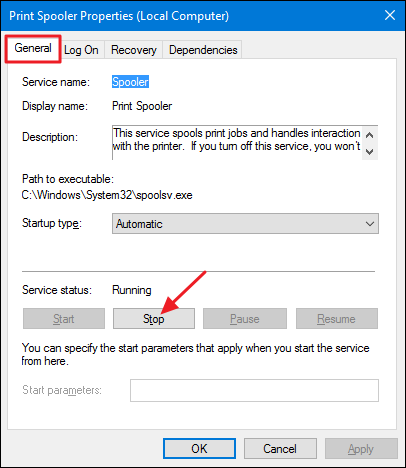 Print Spooler Properties (Local Computer)
General Log On Recovery Dependencies
Service name: Spooler
Display name: Print Spooler
Description: This service spools print jobs and handles interaction
with the printer. If you turn off this service, you won't
Path to executable:
C:\Windows\System32\spoolsv.exe
Startup type: Automatic
Service status: Running
Start Stop Pause Resume
You can specify the start parameters that apply when you start the service
from here.
Start parameters:
OK Cancel Apply